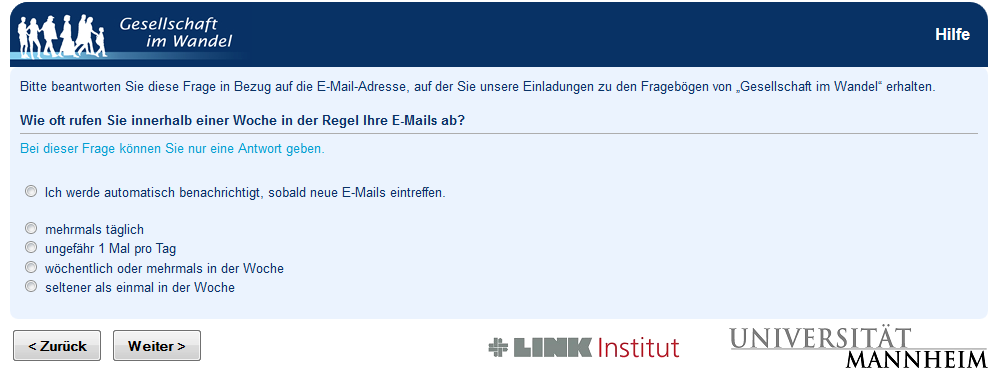 Gesellschaft
im Wandel
Hilfe
Bitte beantworten Sie diese Frage in Bezug auf die E-Mail-Adresse, auf der Sie unsere Einladungen zu den Fragebögen von „Gesellschaft im Wandel“ erhalten.
Wie oft rufen Sie innerhalb einer Woche in der Regel Ihre E-Mails ab?
Bei dieser Frage können Sie nur eine Antwort geben.
Ich werde automatisch benachrichtigt, sobald neue E-Mails eintreffen.
mehrmals täglich
ungefähr 1 Mal pro Tag
wöchentlich oder mehrmals in der Woche
seltener als einmal in der Woche
< Zurück
Weiter >
LINK Institut
UNIVERSITÄT
MANNHEIM